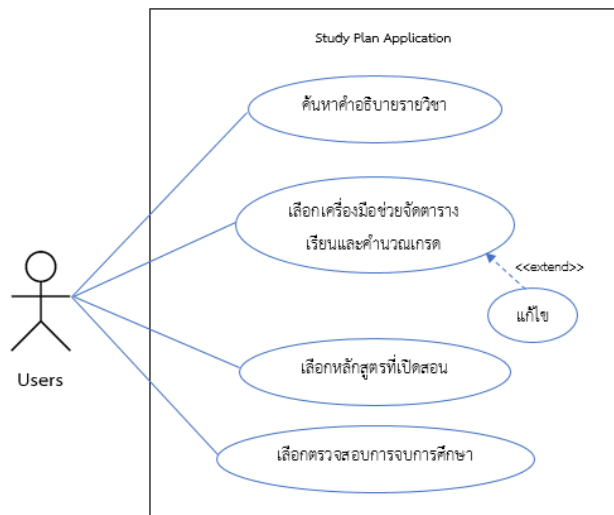 Study Plan Application
ค้นหาคำอธิบายรายวิชา
เลือกเครื่องมือช่วยจัดตาราง
เรียนและคำนวณเกรด
<<extend>>
แก้ไข
Users
เลือกหลักสูตรที่เปิดสอน
เลือกตรวจสอบการจบการศึกษา